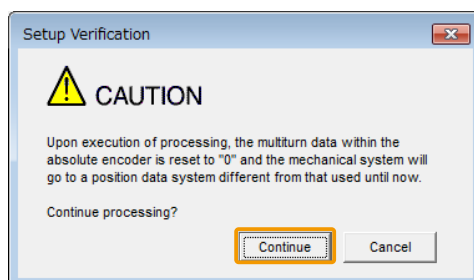 Setup Verification
CAUTION
Upon execution of processing, the multiturn data within the
absolute encoder is reset to "0" and the mechanical system will
go to a position data system different from that used until now.
Continue processing?
Continue Cancel